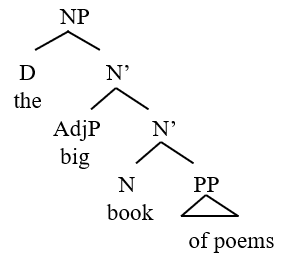 NP
D N’
the
AdjP N’
big
N PP
book
of poems